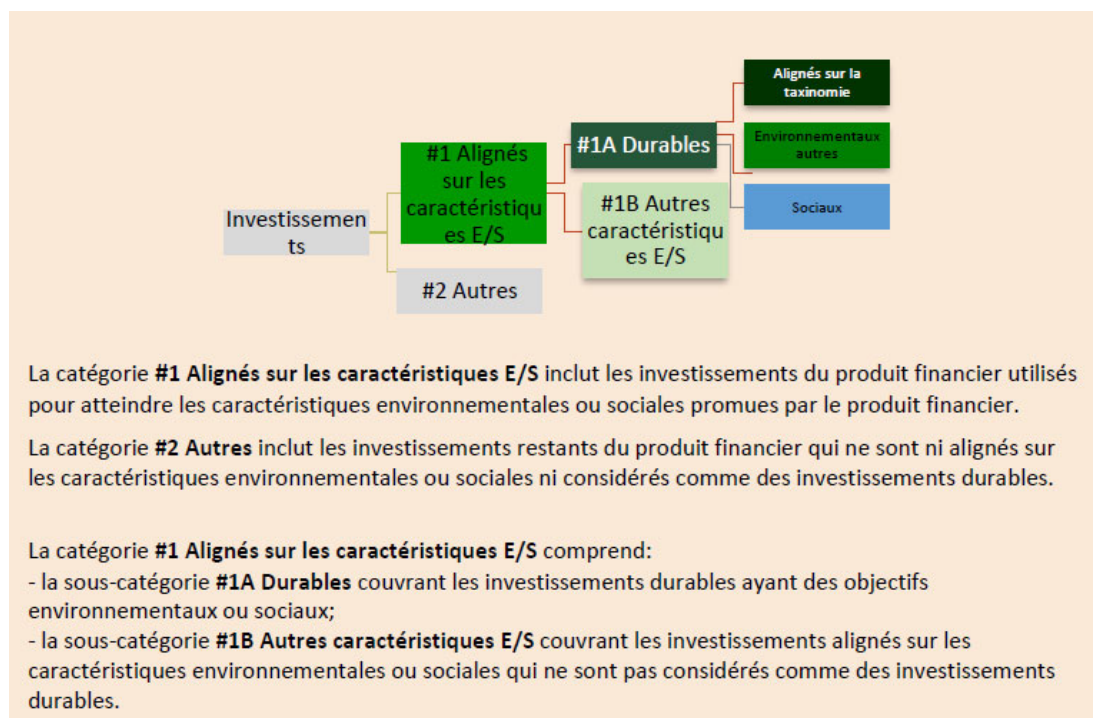 Alignés sur la
taxinomie
#1A Durables
Environnementaux
autres
#1 Alignés
sur les
caractéristiqu
es E/S
#1B Autres
caractéristiqu
es E/S
Sociaux
Investissemen
ts
#2 Autres
La catégorie #1 Alignés sur les caractéristiques E/S inclut les investissements du produit financier utilisés
pour atteindre les caractéristiques environnementales ou sociales promues par le produit financier.
La catégorie #2 Autres inclut les investissements restants du produit financier qui ne sont ni alignés sur
les caractéristiques environnementales ou sociales ni considérés comme des investissements durables.
La catégorie #1 Alignés sur les caractéristiques E/S comprend:
- la sous-catégorie #1A Durables couvrant les investissements durables ayant des objectifs
environnementaux ou sociaux;
- la sous-catégorie #1B Autres caractéristiques E/S couvrant les investissements alignés sur les
caractéristiques environnementales ou sociales qui ne sont pas considérés comme des investissements
durables.